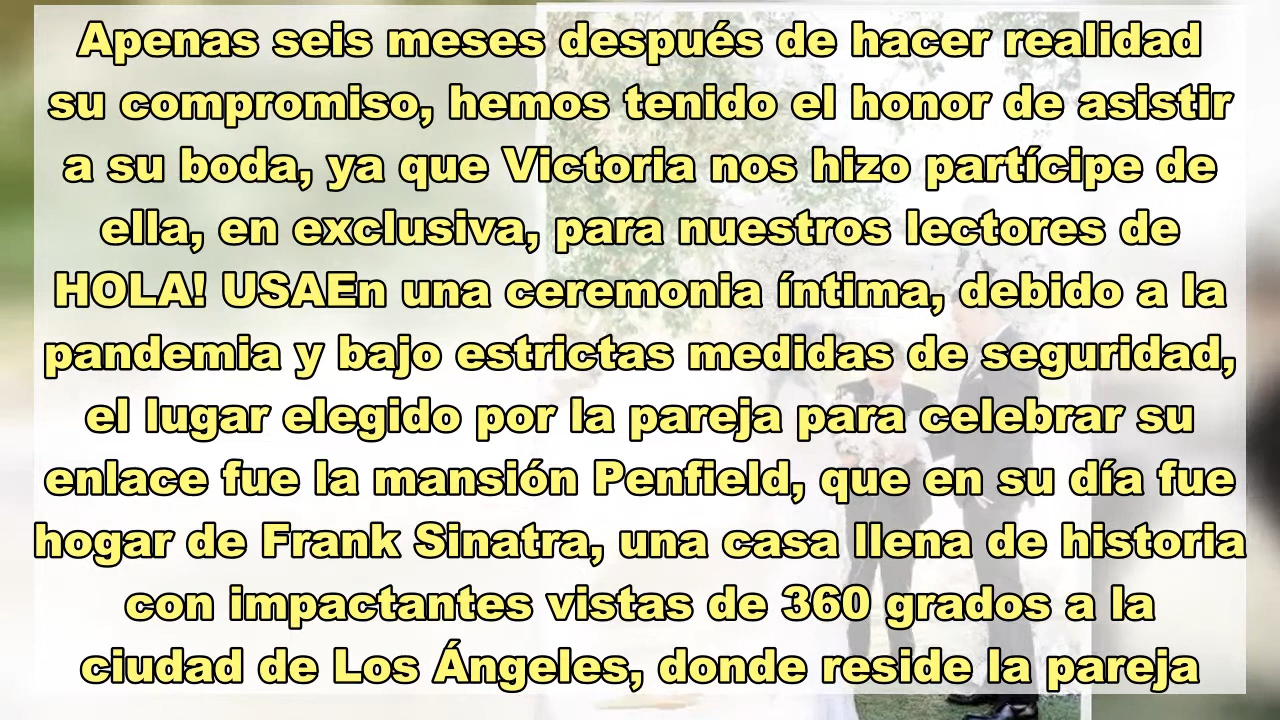 Apenas seis meses después de hacer realidad
su compromiso, hemos tenido el honor de asistir
a su boda, ya que Victoria nos hizo partícipe de
ella, en exclusiva, para nuestros lectores de
HOLA! USAEn una ceremonia íntima, debido a la
pandemia y bajo estrictas medidas de seguridad,
el lugar elegido por la pareja para celebrar su
enlace fue la mansión Penfield, que en su día fue
hogar de Frank Sinatra, una casa llena de historia
con impactantes vistas de 360 grados a la
ciudad de Los Ángeles, donde reside la pareja